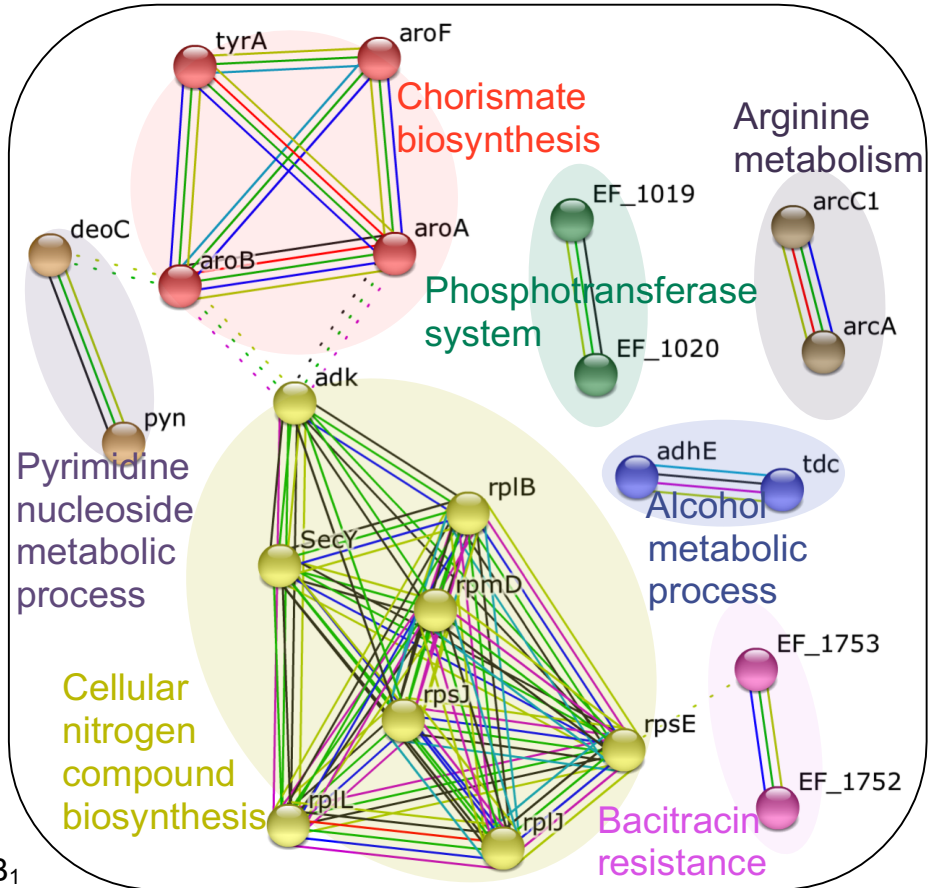 tyrA
aroF
Chorismate
biosynthesis
Arginine
metabolism
EF_1019
arcC1
deoC
aroB
aroA
Phosphotransferase
system
arcA
EF_1020
adk
pyn
Pyrimidine
nucleoside
metabolic
process
adhE
tdc
Alcohol
metabolic
process
rplB
SecY
rpmD
EF_1753
Cellular
nitrogen
compound
biosynthesis
rpsJ
rpsE
EF_1752
rplL
rplJ
Bacitracin
resistance